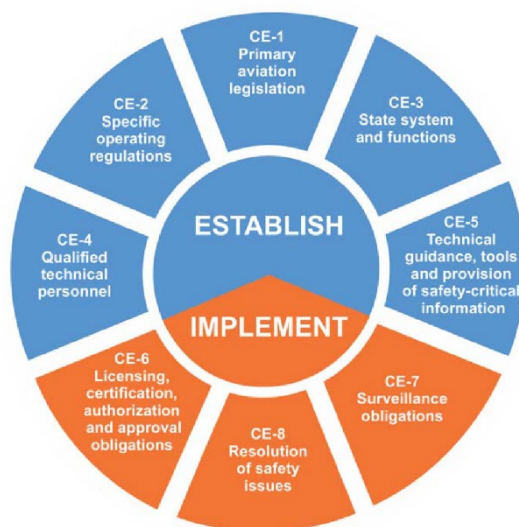 CE-1
Primary
aviation
legislation
CE-2
Specific
operating
regulations
CE-3
State system
and functions
CE-4
Qualified
technical
personnel
ESTABLISH
CE-5
Technical
guidance, tools
and provision
of safety-critical
information
IMPLEMENT
CE-6
Licensing,
certification,
authorization
and approval
obligations
CE-7
Surveillance
obligations
CE-8
Resolution
of safety
issues